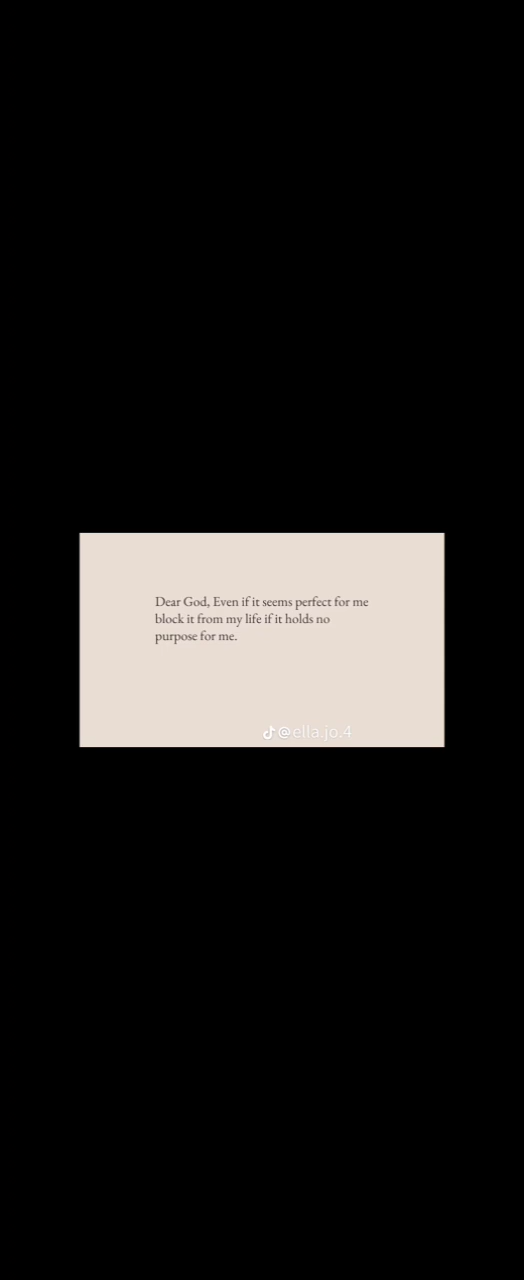 Dear God, Even if it seems perfect for me
block it from my life if it holds no
purpose for me.
@ella.jo.4